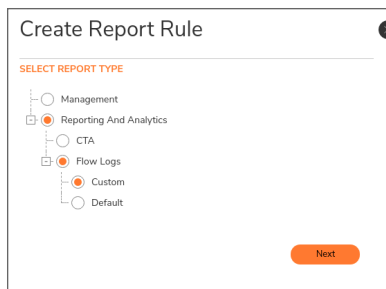 Create Report Rule
SELECT REPORT TYPE
Management
Reporting And Analytics
CTA
Flow Logs
Custom
Default
Next